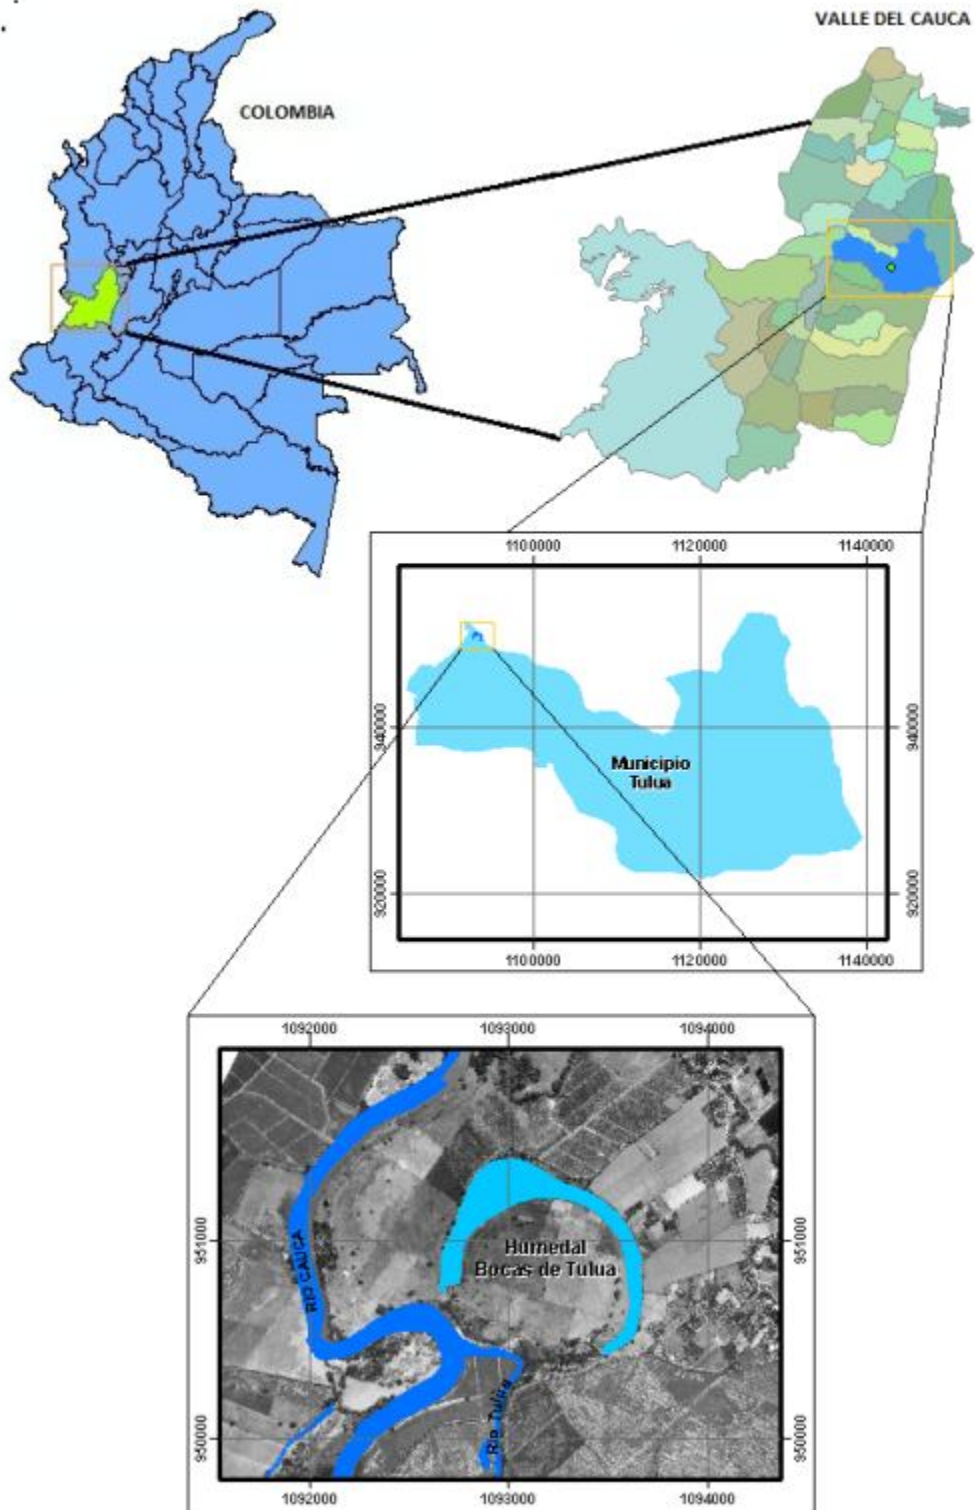 VALLE DEL CAUCA
COLOMBIA
1100000 1120000 1140000
940000 940000
Municipio
Tulua
920000 920000
1100000 1120000 1140000
1092000 1093000 1094000
951000 951000
RIO CAUCA
Humedal
Bocas de Tulua
Rio Tulua
950000 950000
1092000 1093000 1094000